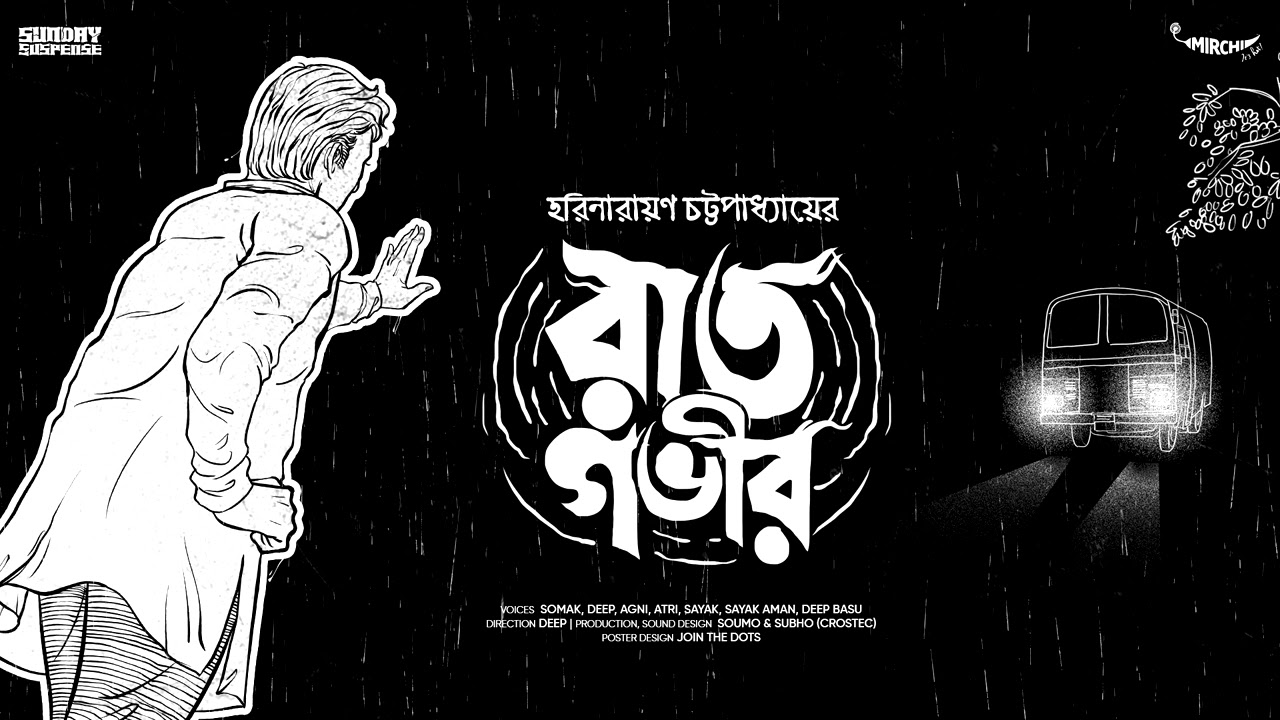 SUNDAY
SUSPENSE
MIRCHI
It's hot!
হরিনারায়ণ চট্টপাধ্যায়ের
রাত
গভীর
VOICES SOMAK, DEEP, AGNI, ATRI, SAYAK, SAYAK AMAN, DEEP BASU
DIRECTION DEEP | PRODUCTION, SOUND DESIGN SOUMO & SUBHO (CROSTEC)
POSTER DESIGN JOIN THE DOTS